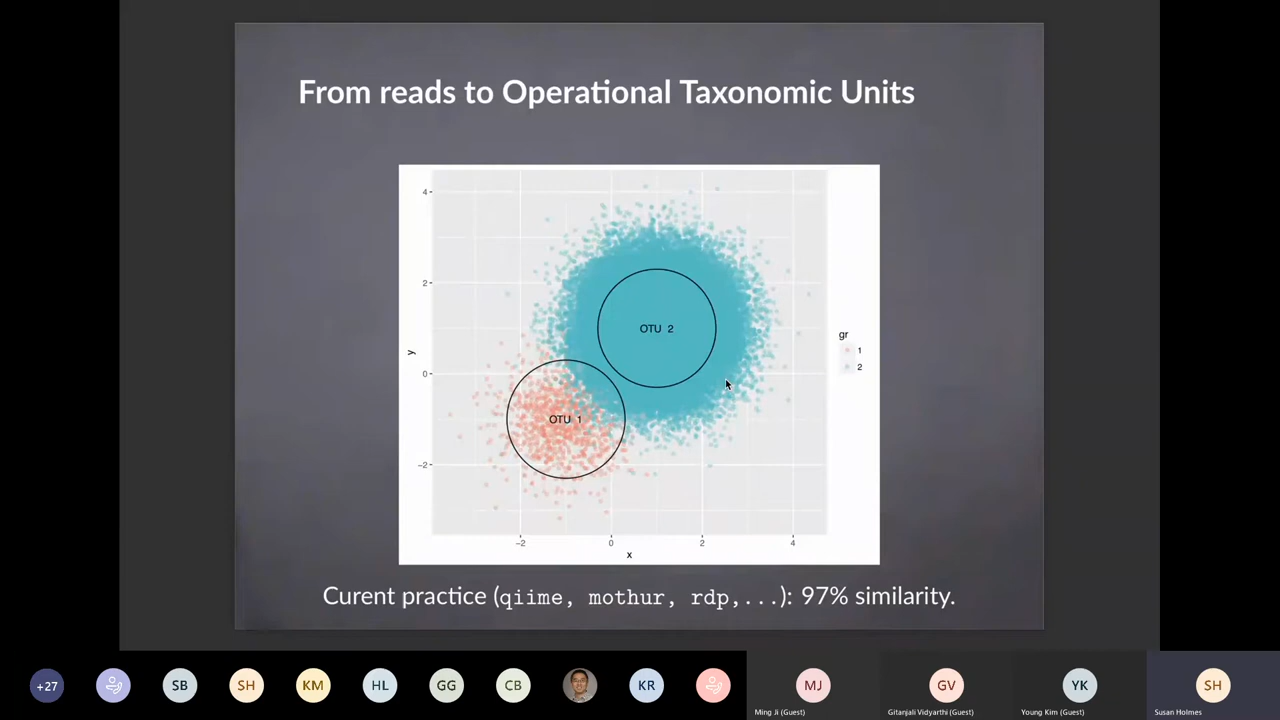 From reads to Operational Taxonomic Units
4
2
0
−2
y
−2
0
2
4
x
OTU 2
OTU 1
gr
1
2
Curent practice (qiime, mothur, rdp,...): 97% similarity.
+27
SB
SH
KM
HL
GG
CB
KR
MJ
GV
YK
SH
Ming Ji (Guest)
Gitanjali Vidyarthi (Guest)
Young Kim (Guest)
Susan Holmes